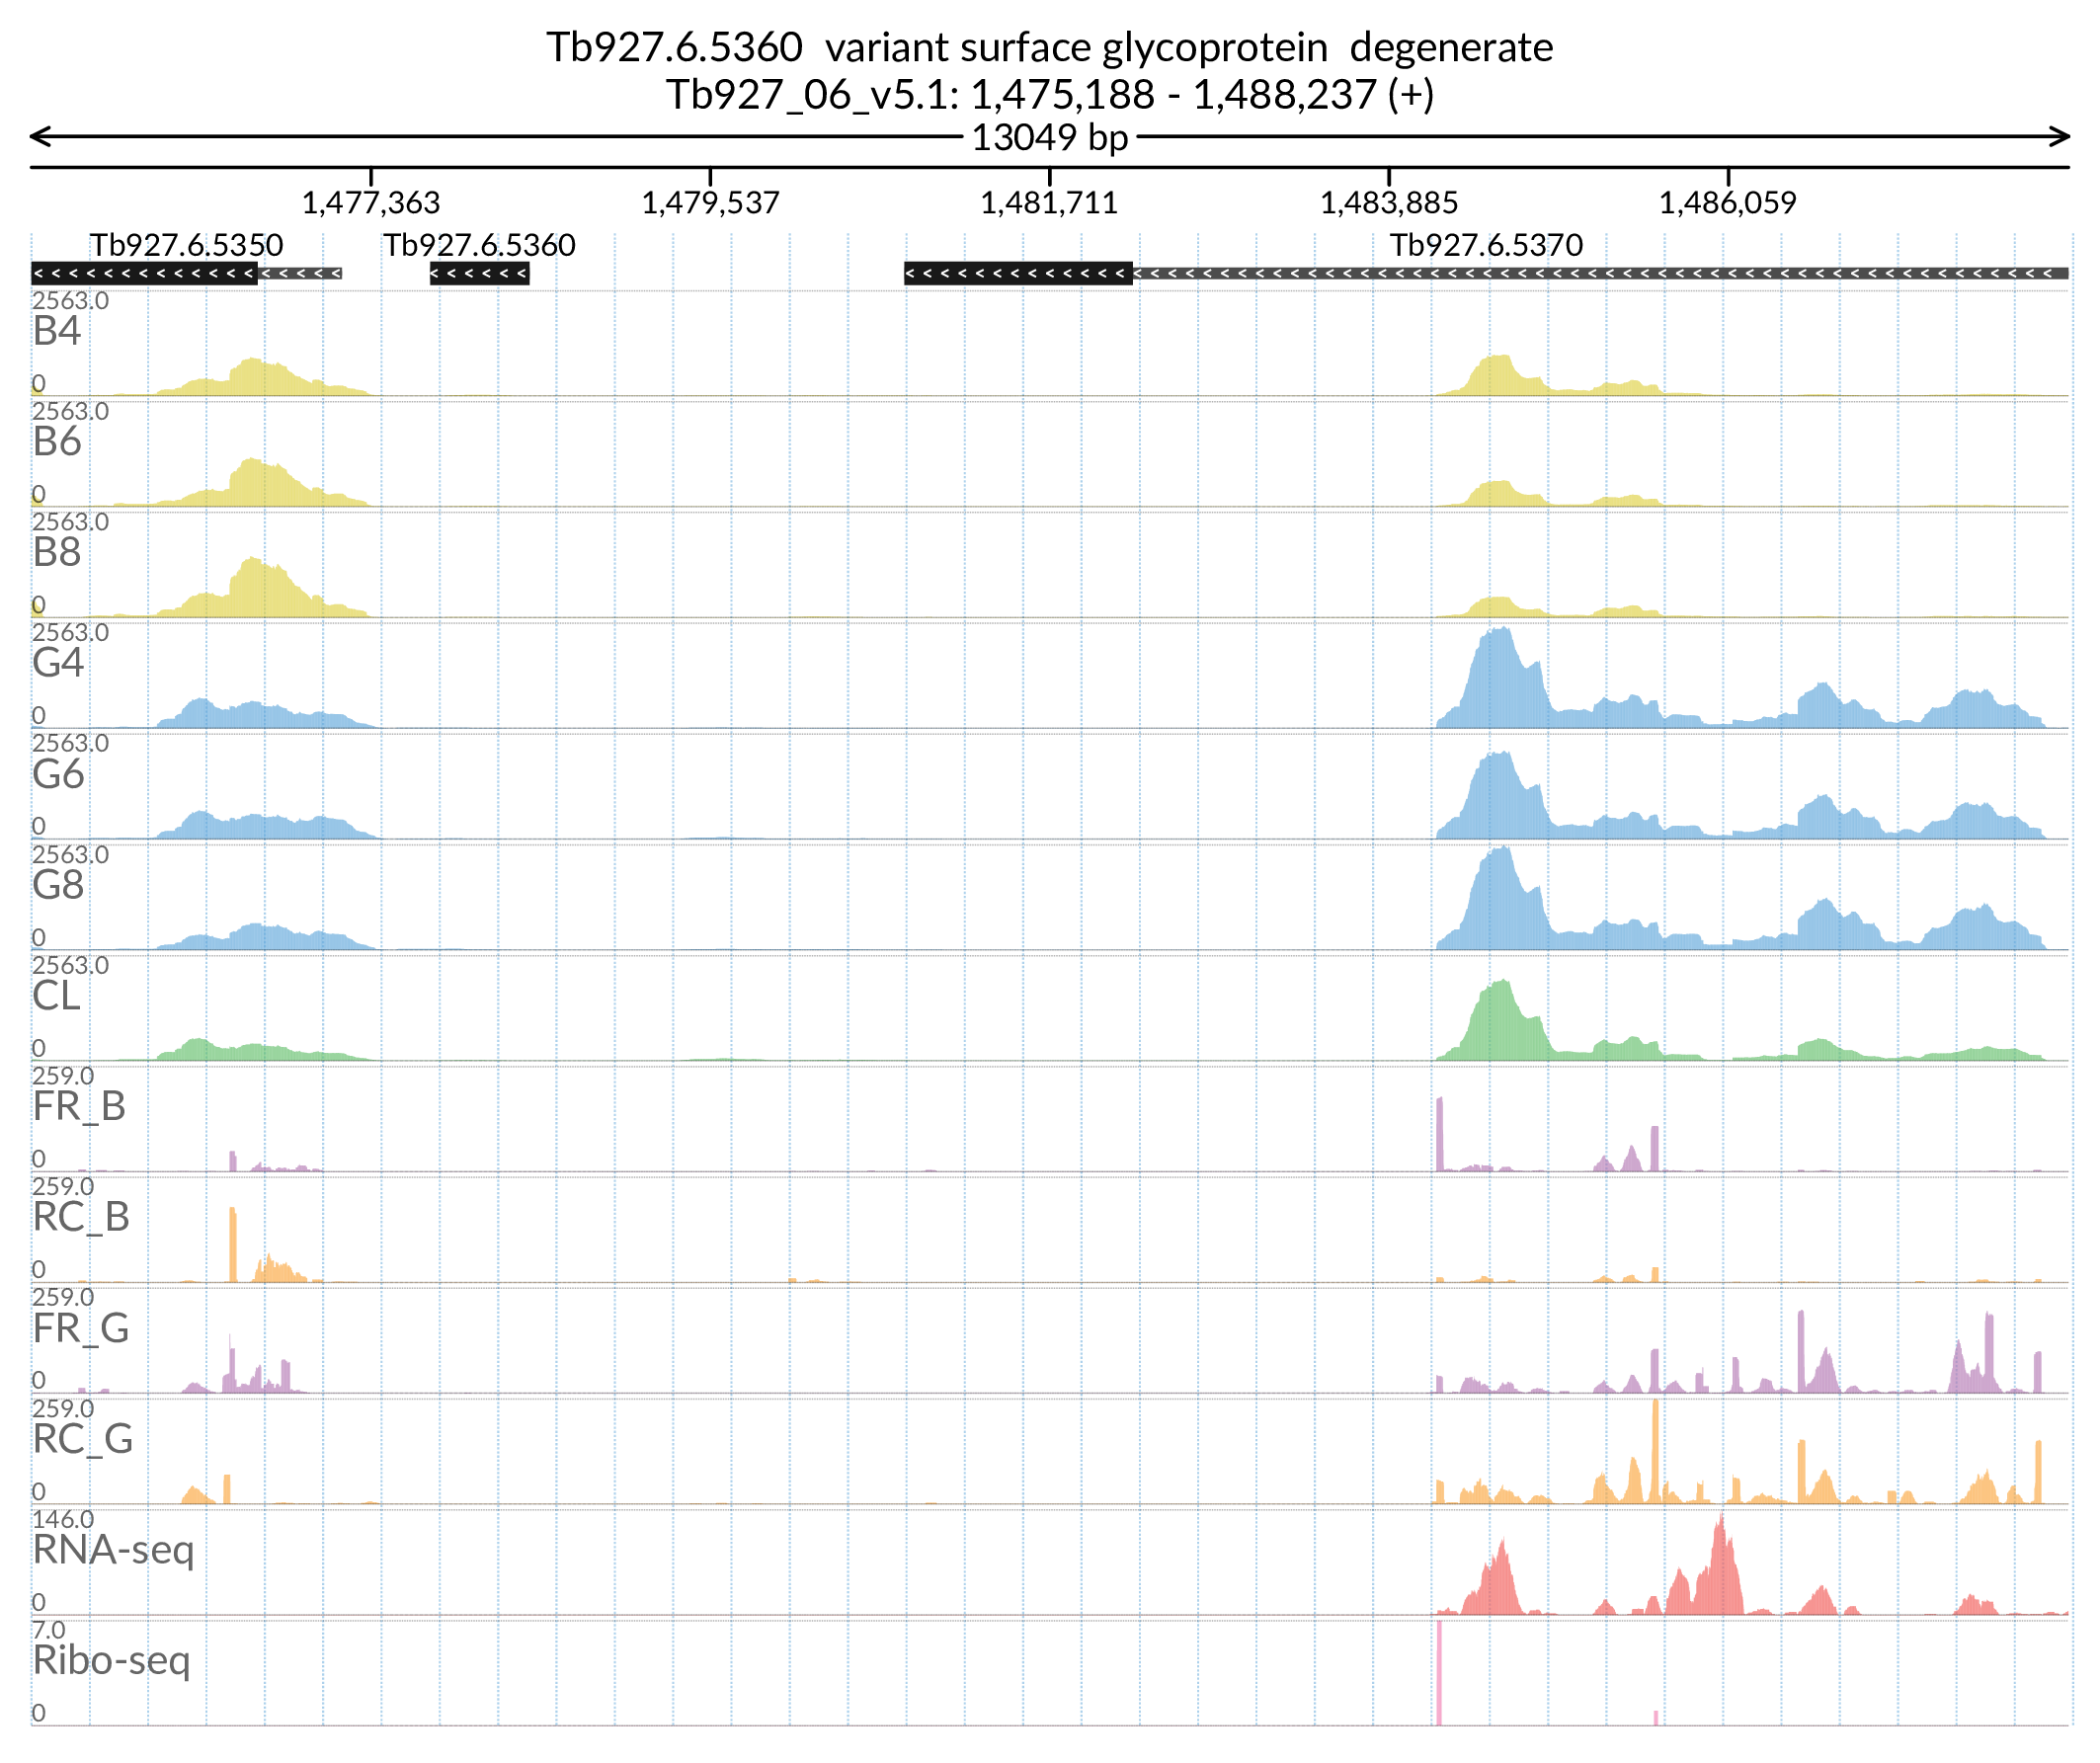 Tb927.6.5360  variant surface glycoprotein  degenerate
Tb927_06_v5.1: 1,475,188 - 1,488,237 (+)
13049 bp
1,477,363 1,479,537 1,481,711 1,483,885 1,486,059
Tb927.6.5350 Tb927.6.5360 Tb927.6.5370
2563.0
B4
0
2563.0
B6
0
2563.0
B8
0
2563.0
G4
0
2563.0
G6
0
2563.0
G8
0
2563.0
CL
0
259.0
FR_B
0
259.0
RC_B
0
259.0
FR_G
0
259.0
RC_G
0
146.0
RNA-seq
0
7.0
Ribo-seq
0